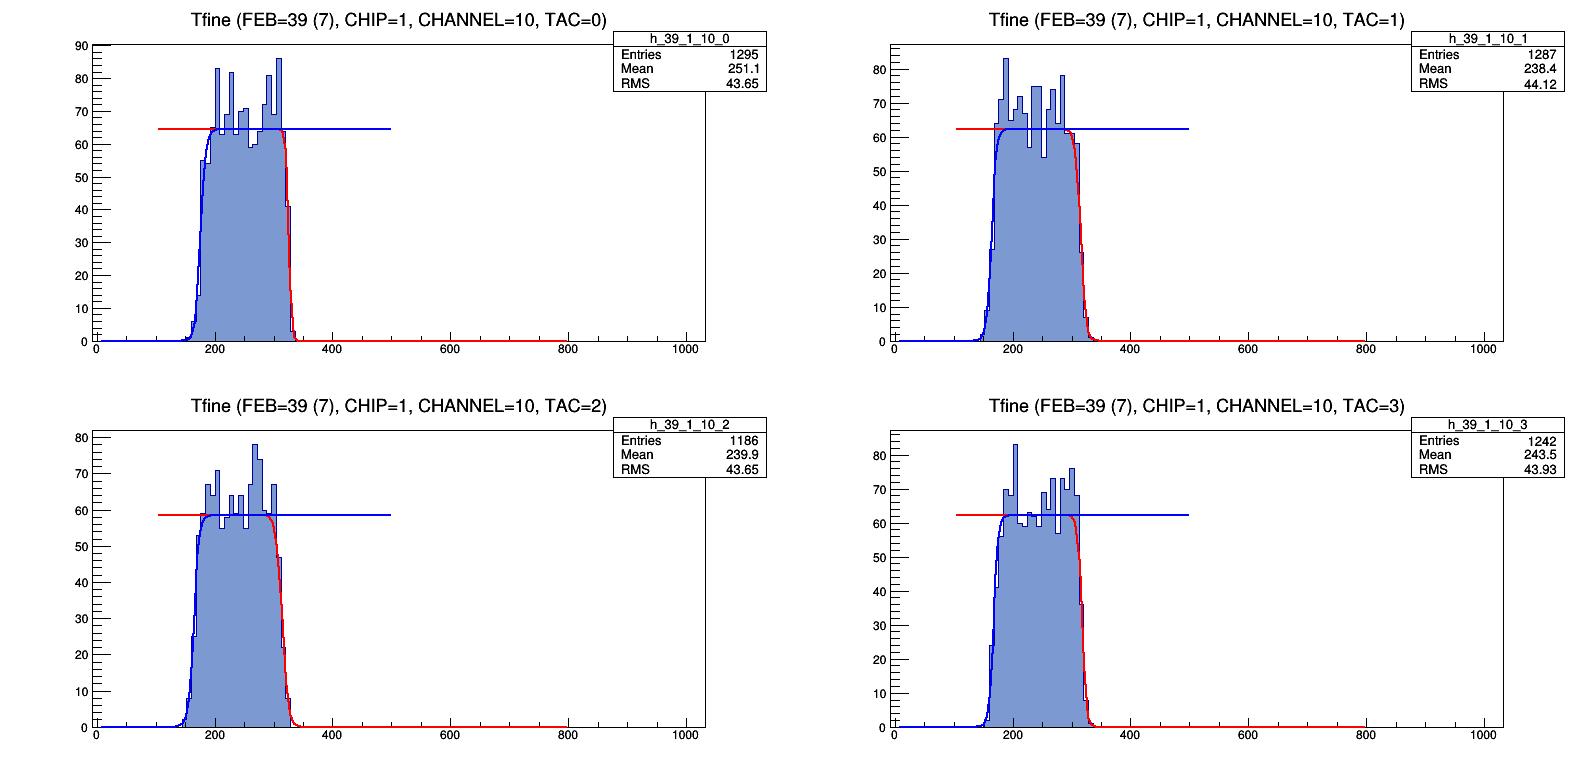 Tfine (FEB=39 (7), CHIP=1, CHANNEL=10, TAC=0)
h_39_1_10_0
Entries 1295
Mean 251.1
RMS 43.65
90
80
70
60
50
40
30
20
10
0
0 200 400 600 800 1000
Tfine (FEB=39 (7), CHIP=1, CHANNEL=10, TAC=1)
h_39_1_10_1
Entries 1287
Mean 238.4
RMS 44.12
80
70
60
50
40
30
20
10
0
0 200 400 600 800 1000
Tfine (FEB=39 (7), CHIP=1, CHANNEL=10, TAC=2)
h_39_1_10_2
Entries 1186
Mean 239.9
RMS 43.65
80
70
60
50
40
30
20
10
0
0 200 400 600 800 1000
Tfine (FEB=39 (7), CHIP=1, CHANNEL=10, TAC=3)
h_39_1_10_3
Entries 1242
Mean 243.5
RMS 43.93
80
70
60
50
40
30
20
10
0
0 200 400 600 800 1000